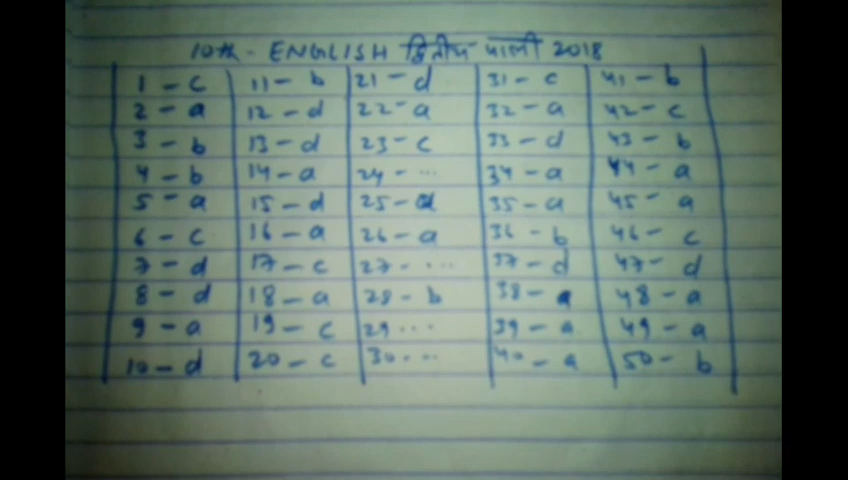 10th - ENGLISH द्वितीय पाली 2018
1 - c 11 - b 21 - d 31 - c 41 - b
2 - a 12 - d 22 - a 32 - a 42 - c
3 - b 13 - d 23 - c 33 - d 43 - b
4 - b 14 - a 24 - ... 34 - a 44 - a
5 - a 15 - d 25 - d 35 - a 45 - a
6 - c 16 - a 26 - a 36 - b 46 - c
7 - d 17 - c 27 - ... 37 - d 47 - d
8 - d 18 - a 28 - b 38 - a 48 - a
9 - a 19 - c 29 ... 39 - a 49 - a
10 - d 20 - c 30 - ... 40 - a 50 - b